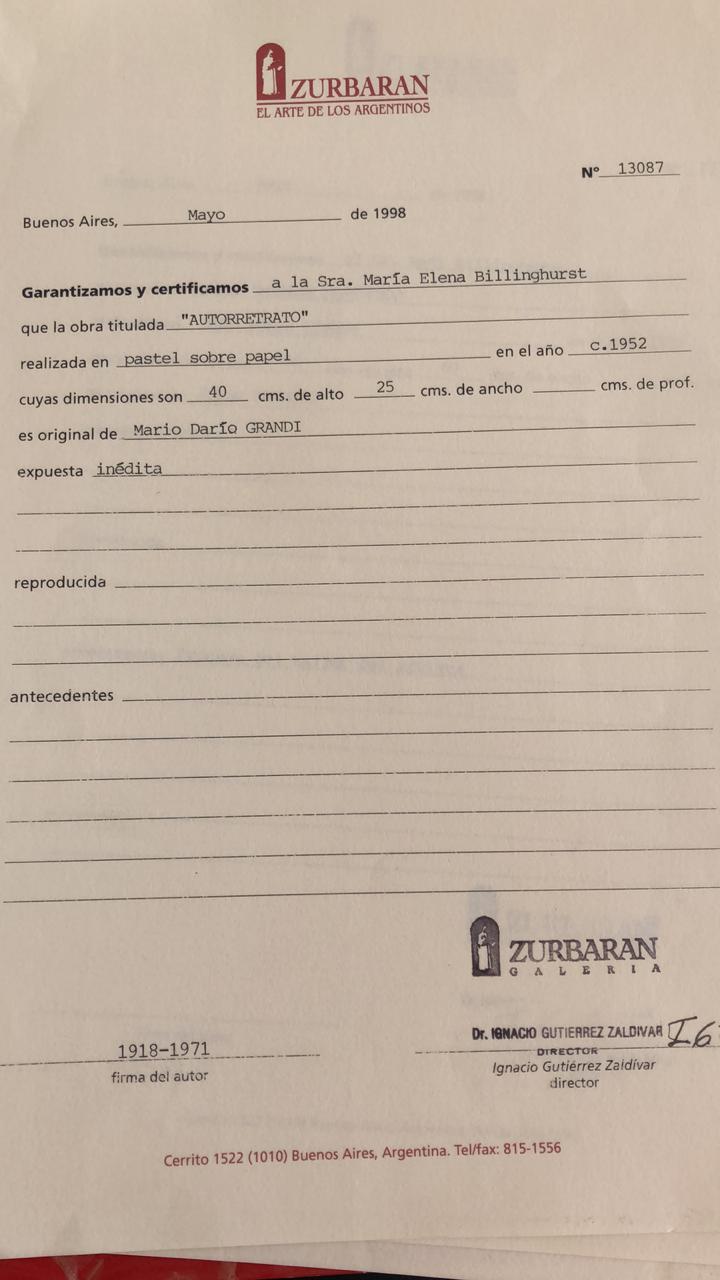 ZURBARAN
EL ARTE DE LOS ARGENTINOS
Nº 13087
Buenos Aires, Mayo de 1998
Garantizamos y certificamos a la Sra. María Elena Billinghurst
que la obra titulada "AUTORRETRATO"
realizada en pastel sobre papel en el año c.1952
cuyas dimensiones son 40 cms. de alto 25 cms. de ancho cms. de prof.
es original de Mario Darío GRANDI
expuesta inédita
reproducida
antecedentes
ZURBARAN
GALERIA
Dr. IGNACIO GUTIERREZ ZALDIVAR
DIRECTOR
1918-1971
Ignacio Gutiérrez Zaldívar
firma del autor
director
Cerrito 1522 (1010) Buenos Aires, Argentina. Tel/fax: 815-1556